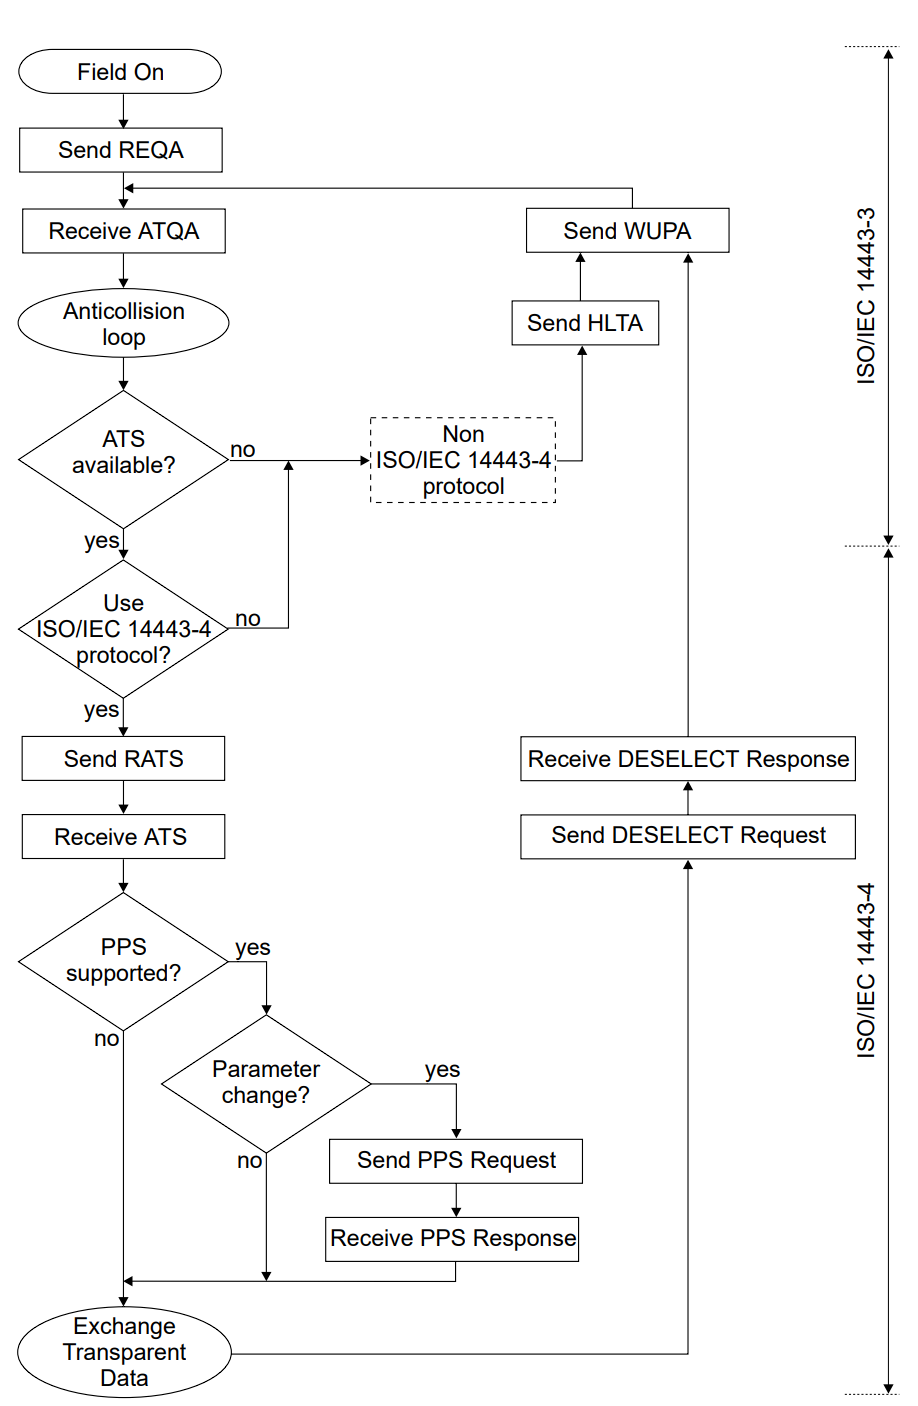 Field On
Send REQA
Receive ATQA
Send WUPA
Anticollision
loop
Send HLTA
ISO/IEC 14443-3
ATS
available?
no
Non
ISO/IEC 14443-4
protocol
yes
Use
ISO/IEC 14443-4
protocol?
no
yes
Send RATS
Receive DESELECT Response
Receive ATS
Send DESELECT Request
PPS
supported?
yes
no
ISO/IEC 14443-4
Parameter
change?
yes
no
Send PPS Request
Receive PPS Response
Exchange
Transparent
Data